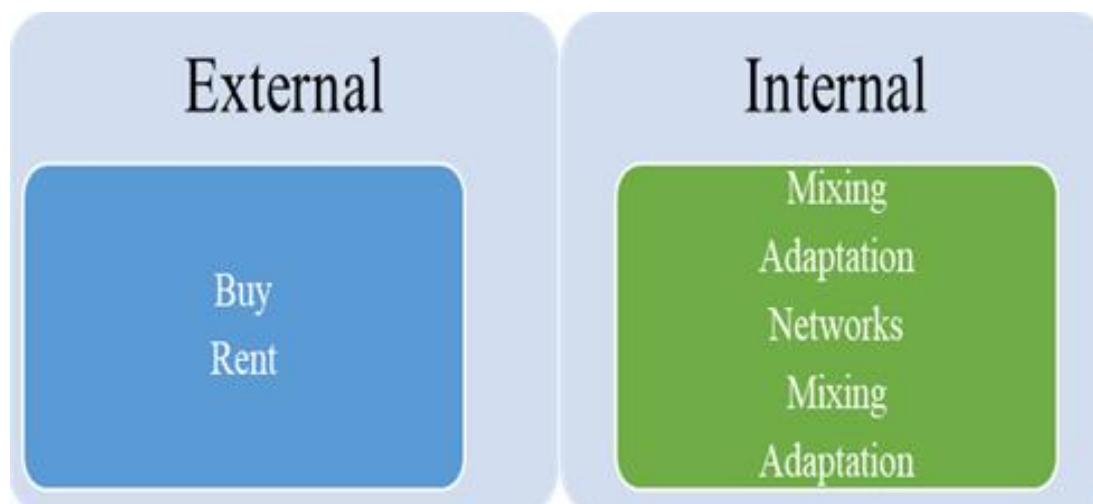 External
Buy
Rent
Internal
Mixing
Adaptation
Networks
Mixing
Adaptation